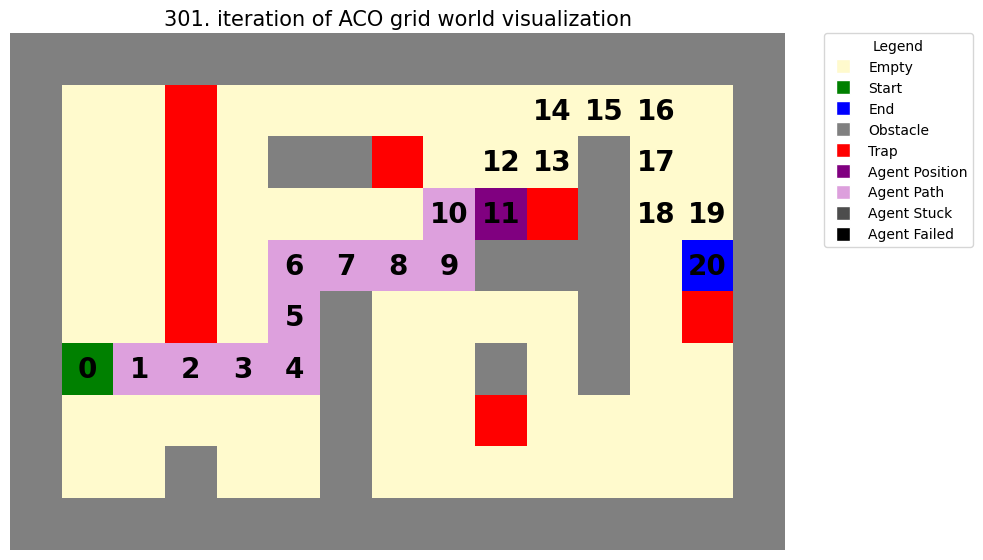 301. iteration of ACO grid world visualization
Legend
Empty
Start
End
Obstacle
Trap
Agent Position
Agent Path
Agent Stuck
Agent Failed
14 15 16
12 13 17
10 11 18 19
6 7 8 9 20
5
0 1 2 3 4